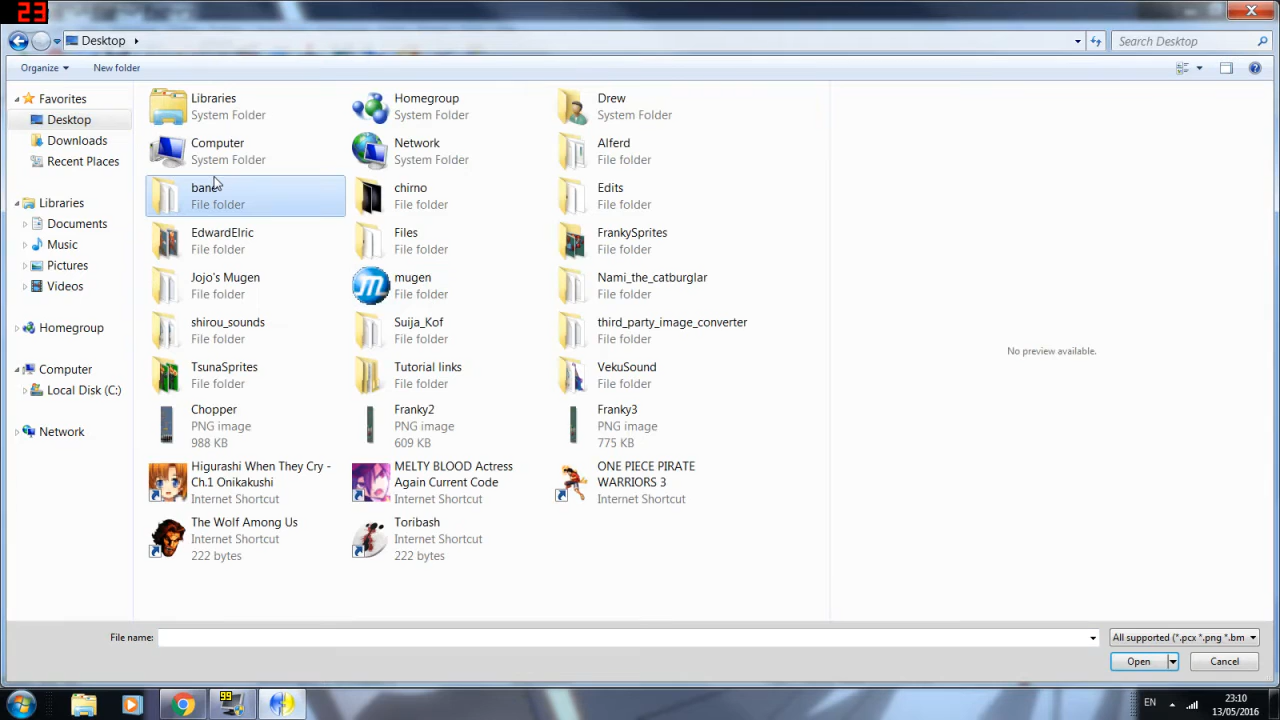 23
Desktop
Search Desktop
Organize
New folder
Favorites
Desktop
Downloads
Recent Places
Libraries
Documents
Music
Pictures
Videos
Homegroup
Computer
Local Disk (C:)
Network
Libraries
System Folder
Homegroup
System Folder
Drew
System Folder
Computer
System Folder
Network
System Folder
Alferd
File folder
File folder
chirno
File folder
Edits
File folder
EdwardElric
File folder
Files
File folder
FrankySprites
File folder
Jojo's Mugen
File folder
mugen
File folder
Nami_the_catburglar
File folder
shirou_sounds
File folder
Suija_Kof
File folder
third_party_image_converter
File folder
TsunaSprites
File folder
Tutorial links
File folder
VekuSound
File folder
Chopper
PNG image
988 KB
Franky2
PNG image
609 KB
Franky3
PNG image
775 KB
Higurashi When They Cry -
Ch.1 Onikakushi
Internet Shortcut
MELTY BLOOD Actress
Again Current Code
Internet Shortcut
ONE PIECE PIRATE
WARRIORS 3
Internet Shortcut
The Wolf Among Us
Internet Shortcut
222 bytes
Toribash
Internet Shortcut
222 bytes
No preview available.
File name:
All supported (*.pcx *.png *.bm
Open
Cancel
99
EN
23:10
13/05/2016